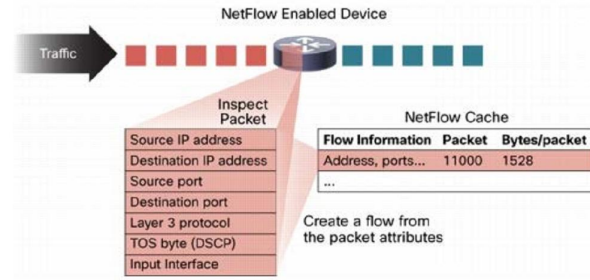 NetFlow Enabled Device
Traffic
Inspect
Packet
Source IP address
Destination IP address
Source port
Destination port
Layer 3 protocol
TOS byte (DSCP)
Input Interface
NetFlow Cache
Flow Information Packet Bytes/packet
Address, ports... 11000 1528
...
Create a flow from
the packet attributes